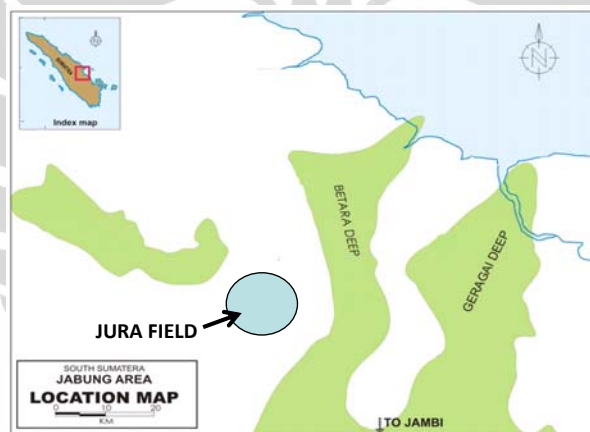 SUMATRA
Index map
N
BETARA DEEP
GERAGAI DEEP
JURA FIELD
SOUTH SUMATERA
JABUNG AREA
LOCATION MAP
0 10 20
KM
TO JAMBI